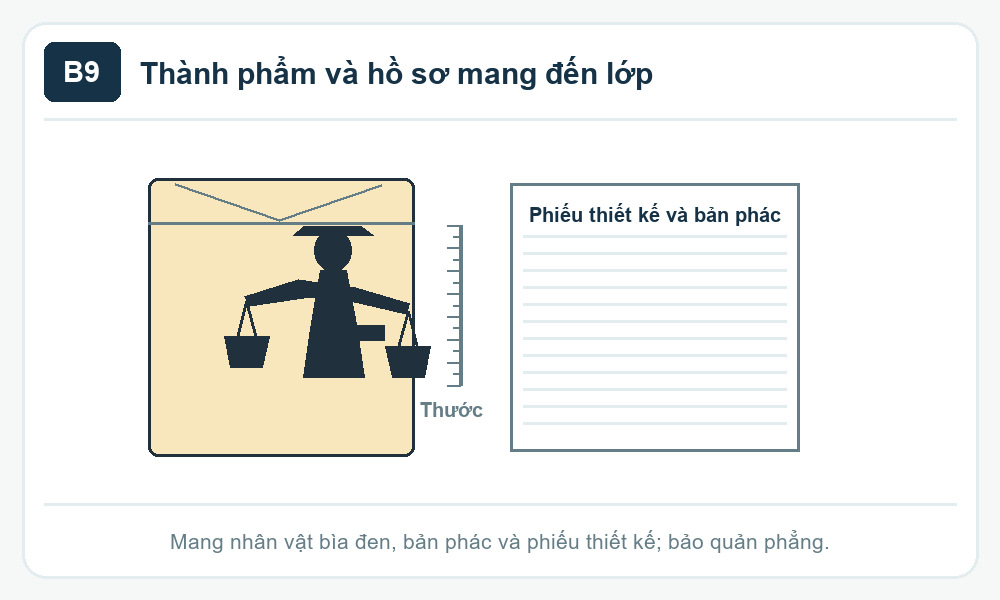 B9
Thành phẩm và hồ sơ mang đến lớp
Phiếu thiết kế và bản phác
Thước
Mang nhân vật bìa đen, bản phác và phiếu thiết kế; bảo quản phẳng.